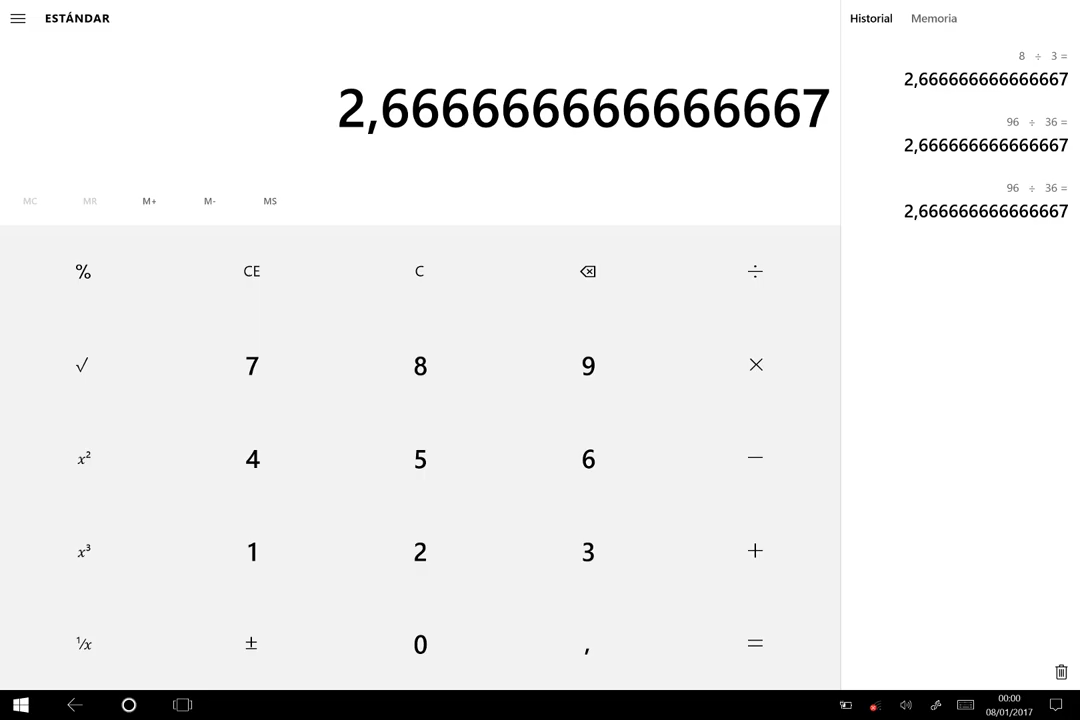 ESTÁNDAR
2,666666666666667
MC MR M+ M- MS
% CE C ÷
√ 7 8 9 ×
x² 4 5 6 −
x³ 1 2 3 +
¹/x ± 0 , =
Historial Memoria
8 ÷ 3 =
2,666666666666667
96 ÷ 36 =
2,666666666666667
96 ÷ 36 =
2,666666666666667
00:00
08/01/2017